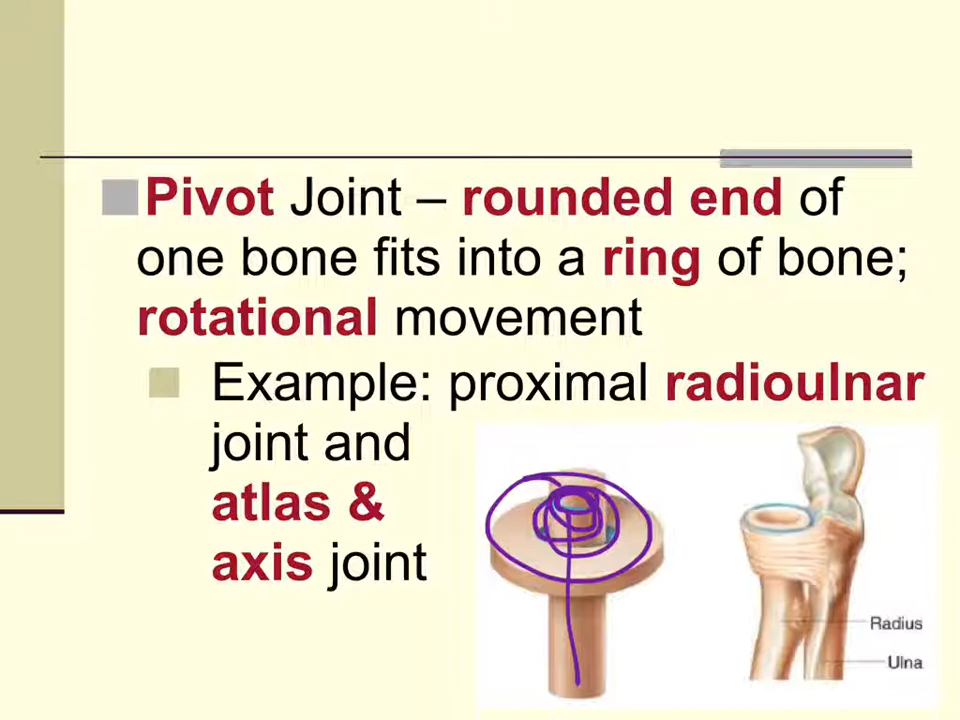 Pivot Joint – rounded end of
one bone fits into a ring of bone;
rotational movement
Example: proximal radioulnar
joint and
atlas &
axis joint
Radius
Ulna